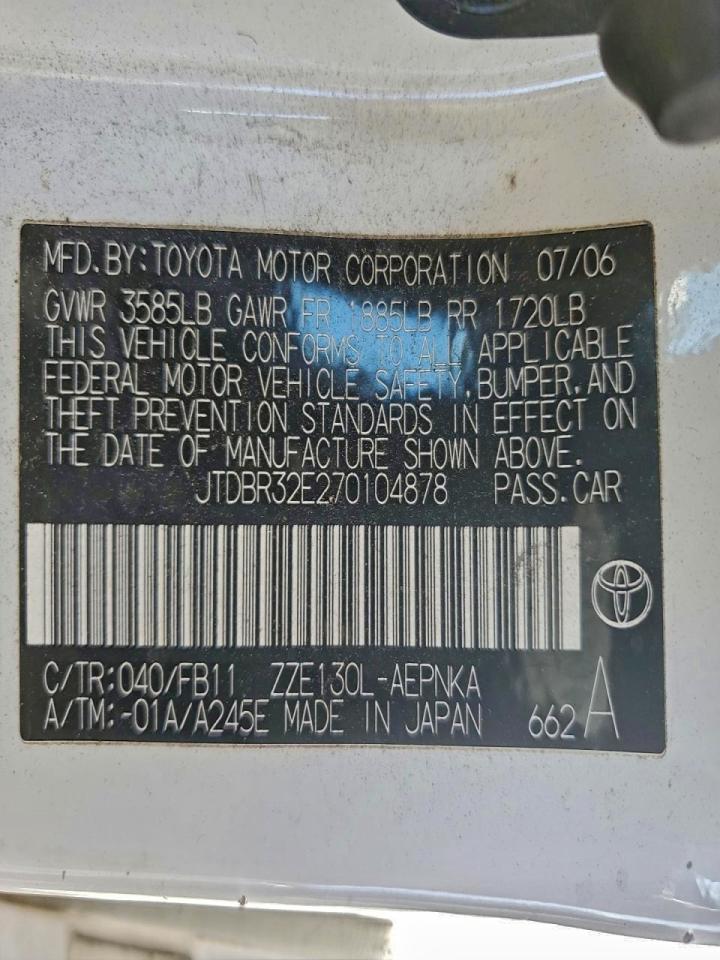 MFD.BY:TOYOTA MOTOR CORPORATION 07/06
GVWR 3585LB GAWR FR 1885LB RR 1720LB
THIS VEHICLE CONFORMS TO ALL APPLICABLE
FEDERAL MOTOR VEHICLE SAFETY,BUMPER,AND
THEFT PREVENTION STANDARDS IN EFFECT ON
THE DATE OF MANUFACTURE SHOWN ABOVE.
JTDBR32E270104878 PASS.CAR
C/TR:040/FB11 ZZE130L-AEPNKA
A/TM:-01A/A245E MADE IN JAPAN 662 A